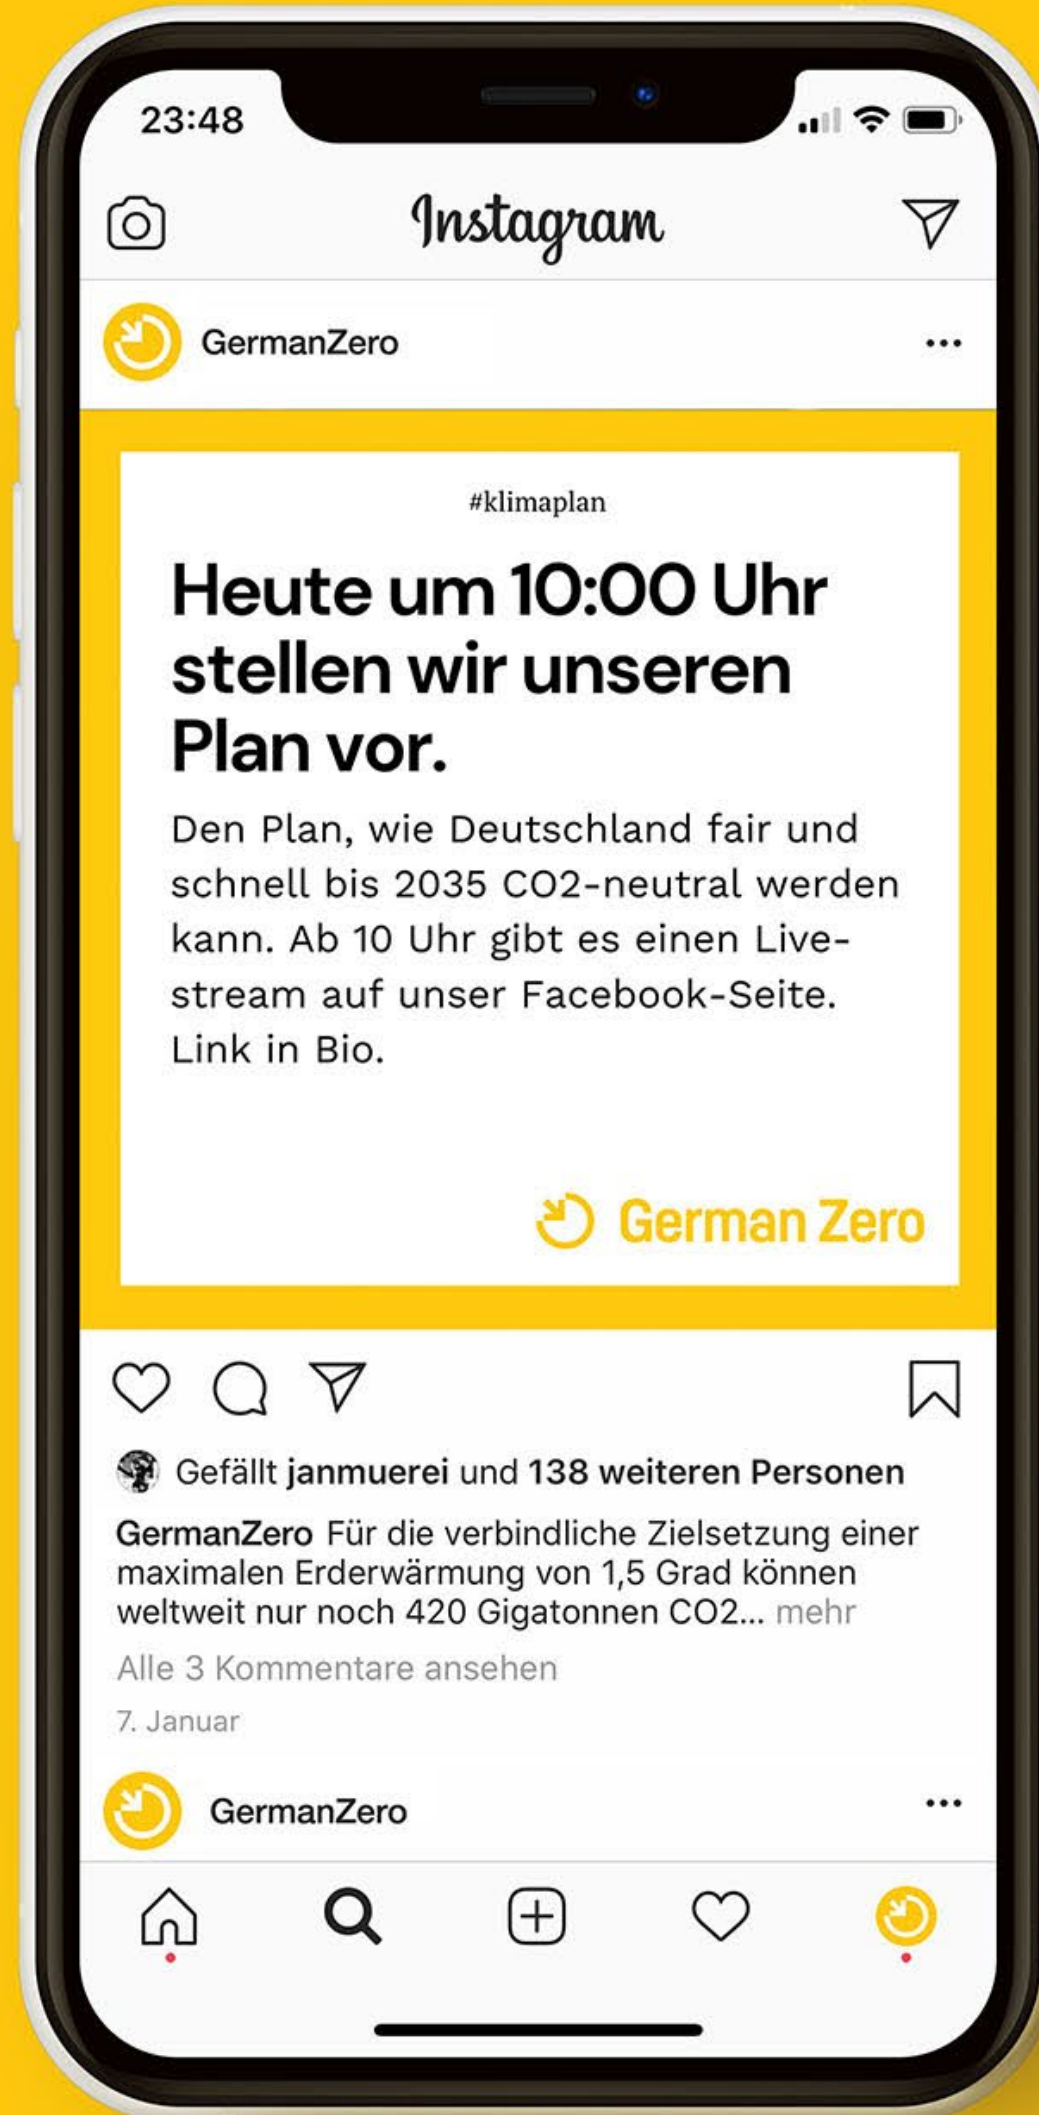 23:48
Instagram
GermanZero
#klimaplan
Heute um 10:00 Uhr
stellen wir unseren
Plan vor.
Den Plan, wie Deutschland fair und
schnell bis 2035 CO2-neutral werden
kann. Ab 10 Uhr gibt es einen Live-
stream auf unser Facebook-Seite.
Link in Bio.
German Zero
Gefällt janmuerei und 138 weiteren Personen
GermanZero Für die verbindliche Zielsetzung einer
maximalen Erderwärmung von 1,5 Grad können
weltweit nur noch 420 Gigatonnen CO2... mehr
Alle 3 Kommentare ansehen
7. Januar
GermanZero